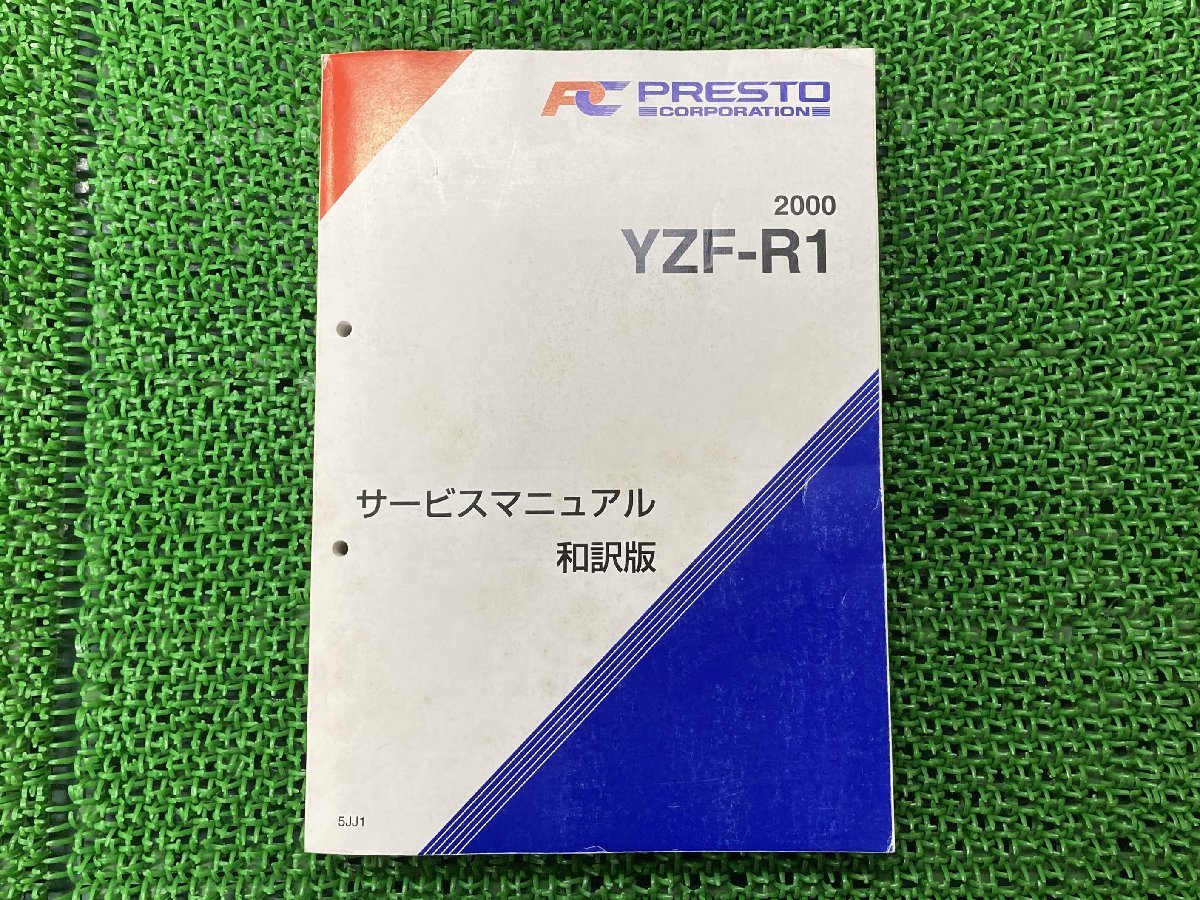 PC PRESTO
CORPORATION
2000
YZF-R1
サービスマニュアル
和訳版
5JJ1